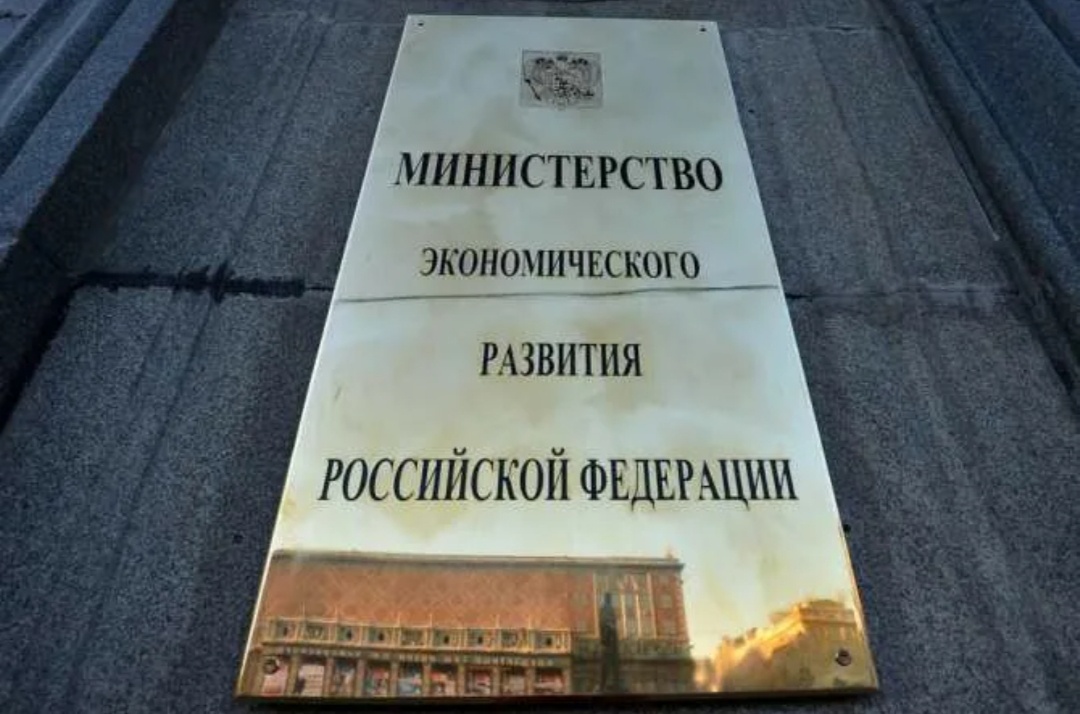 МИНИСТЕРСТВО
ЭКОНОМИЧЕСКОГО
РАЗВИТИЯ
РОССИЙСКОЙ ФЕДЕРАЦИИ